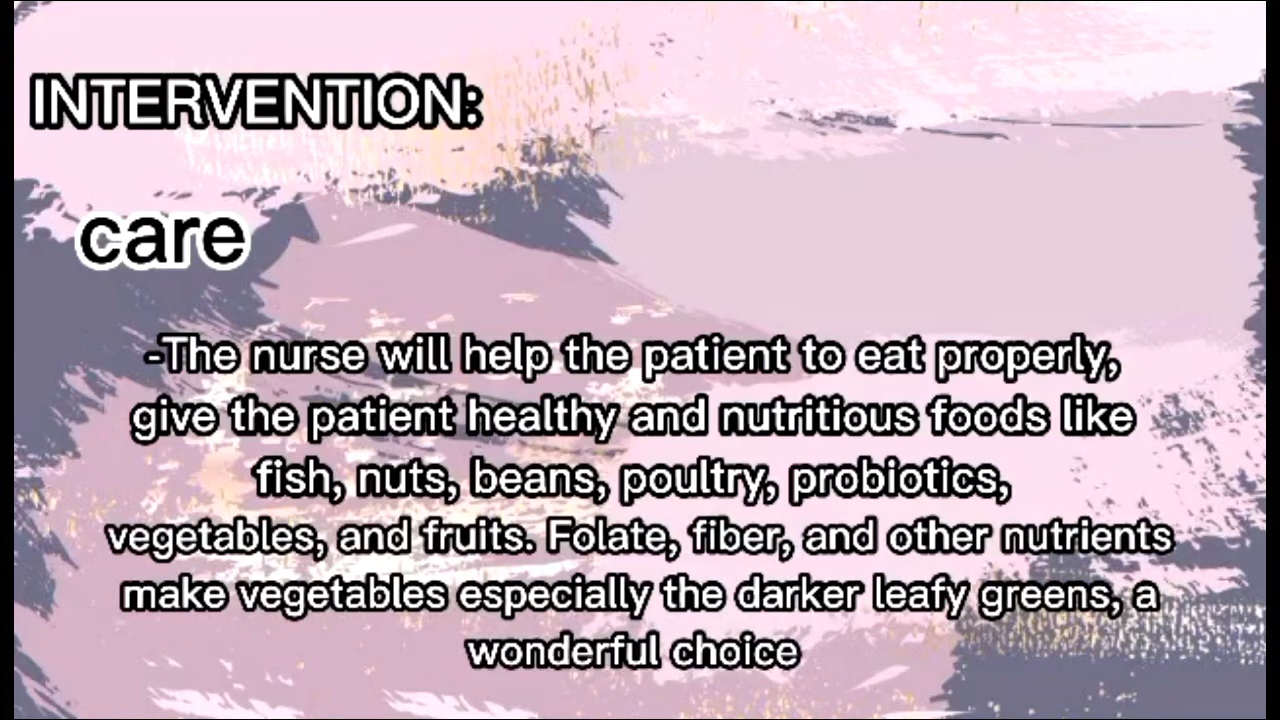 INTERVENTION:
care
-The nurse will help the patient to eat properly,
give the patient healthy and nutritious foods like
fish, nuts, beans, poultry, probiotics,
vegetables, and fruits. Folate, fiber, and other nutrients
make vegetables especially the darker leafy greens, a
wonderful choice